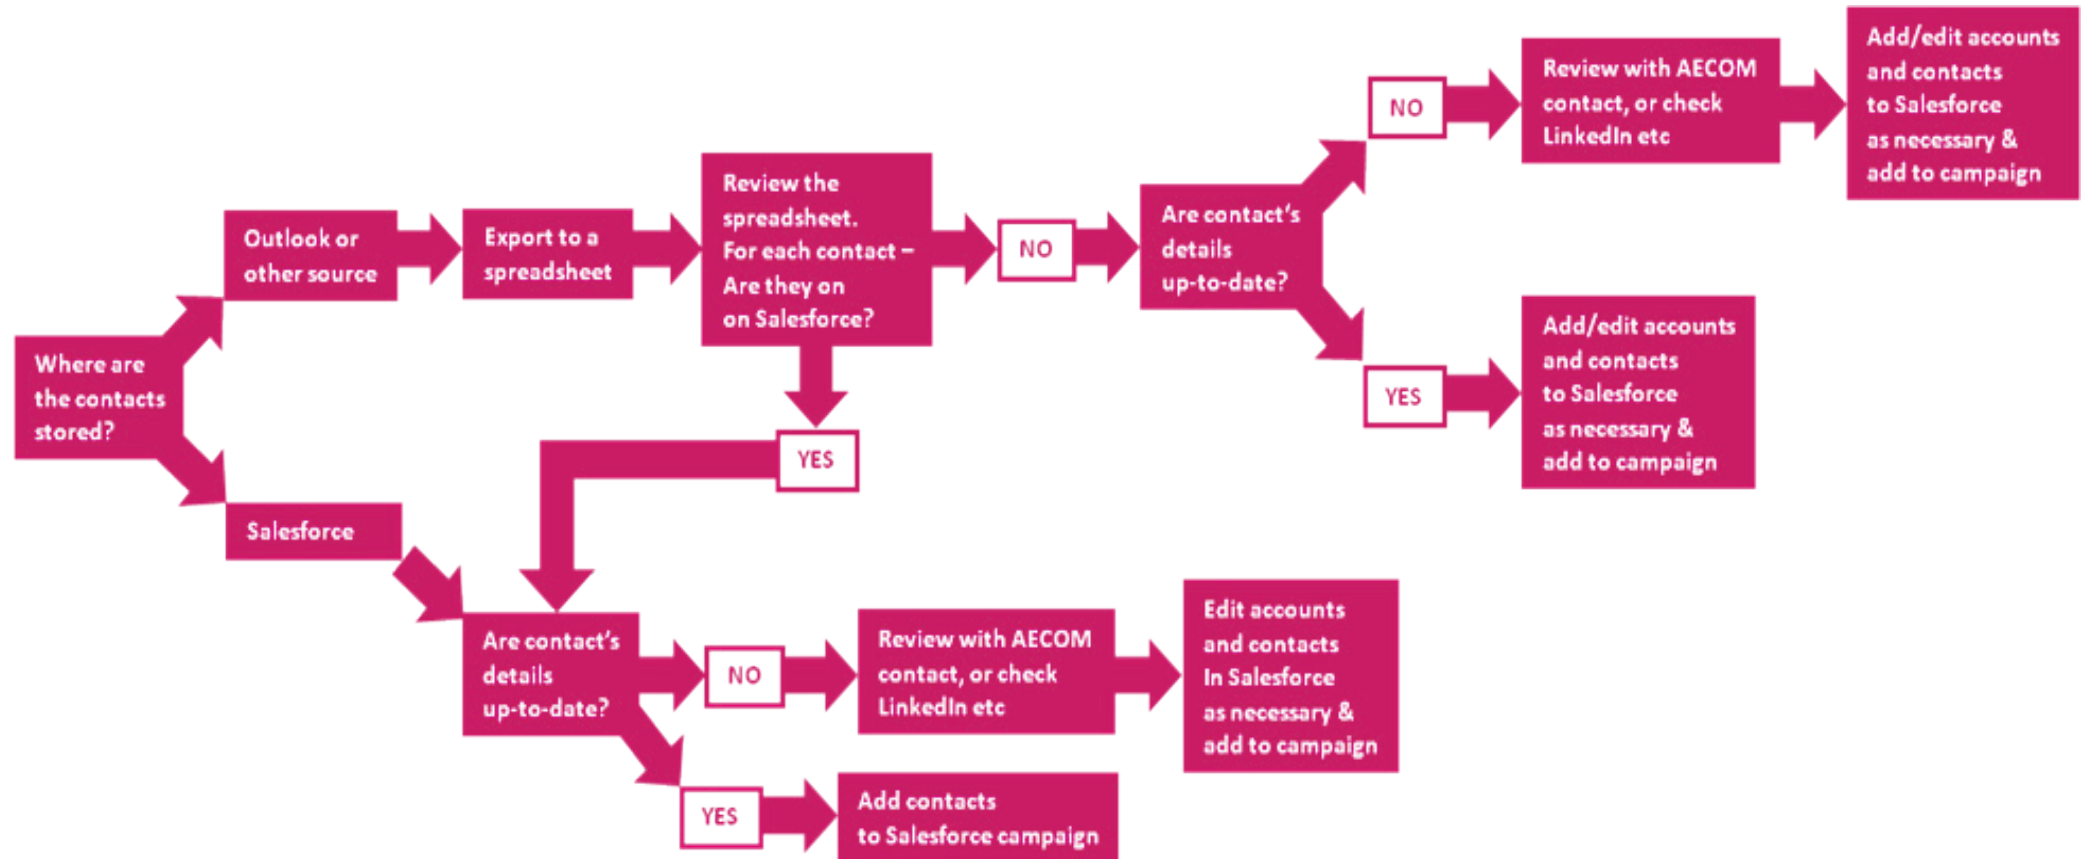 Where are
the contacts
stored?
Outlook or
other source
Export to a
spreadsheet
Review the
spreadsheet.
For each contact –
Are they on
on Salesforce?
NO
Are contact's
details
up-to-date?
NO
Review with AECOM
contact, or check
LinkedIn etc
Add/edit accounts
and contacts
to Salesforce
as necessary &
add to campaign
YES
Add/edit accounts
and contacts
to Salesforce
as necessary &
add to campaign
YES
Salesforce
Are contact's
details
up-to-date?
NO
Review with AECOM
contact, or check
LinkedIn etc
Edit accounts
and contacts
In Salesforce
as necessary &
add to campaign
YES
Add contacts
to Salesforce campaign